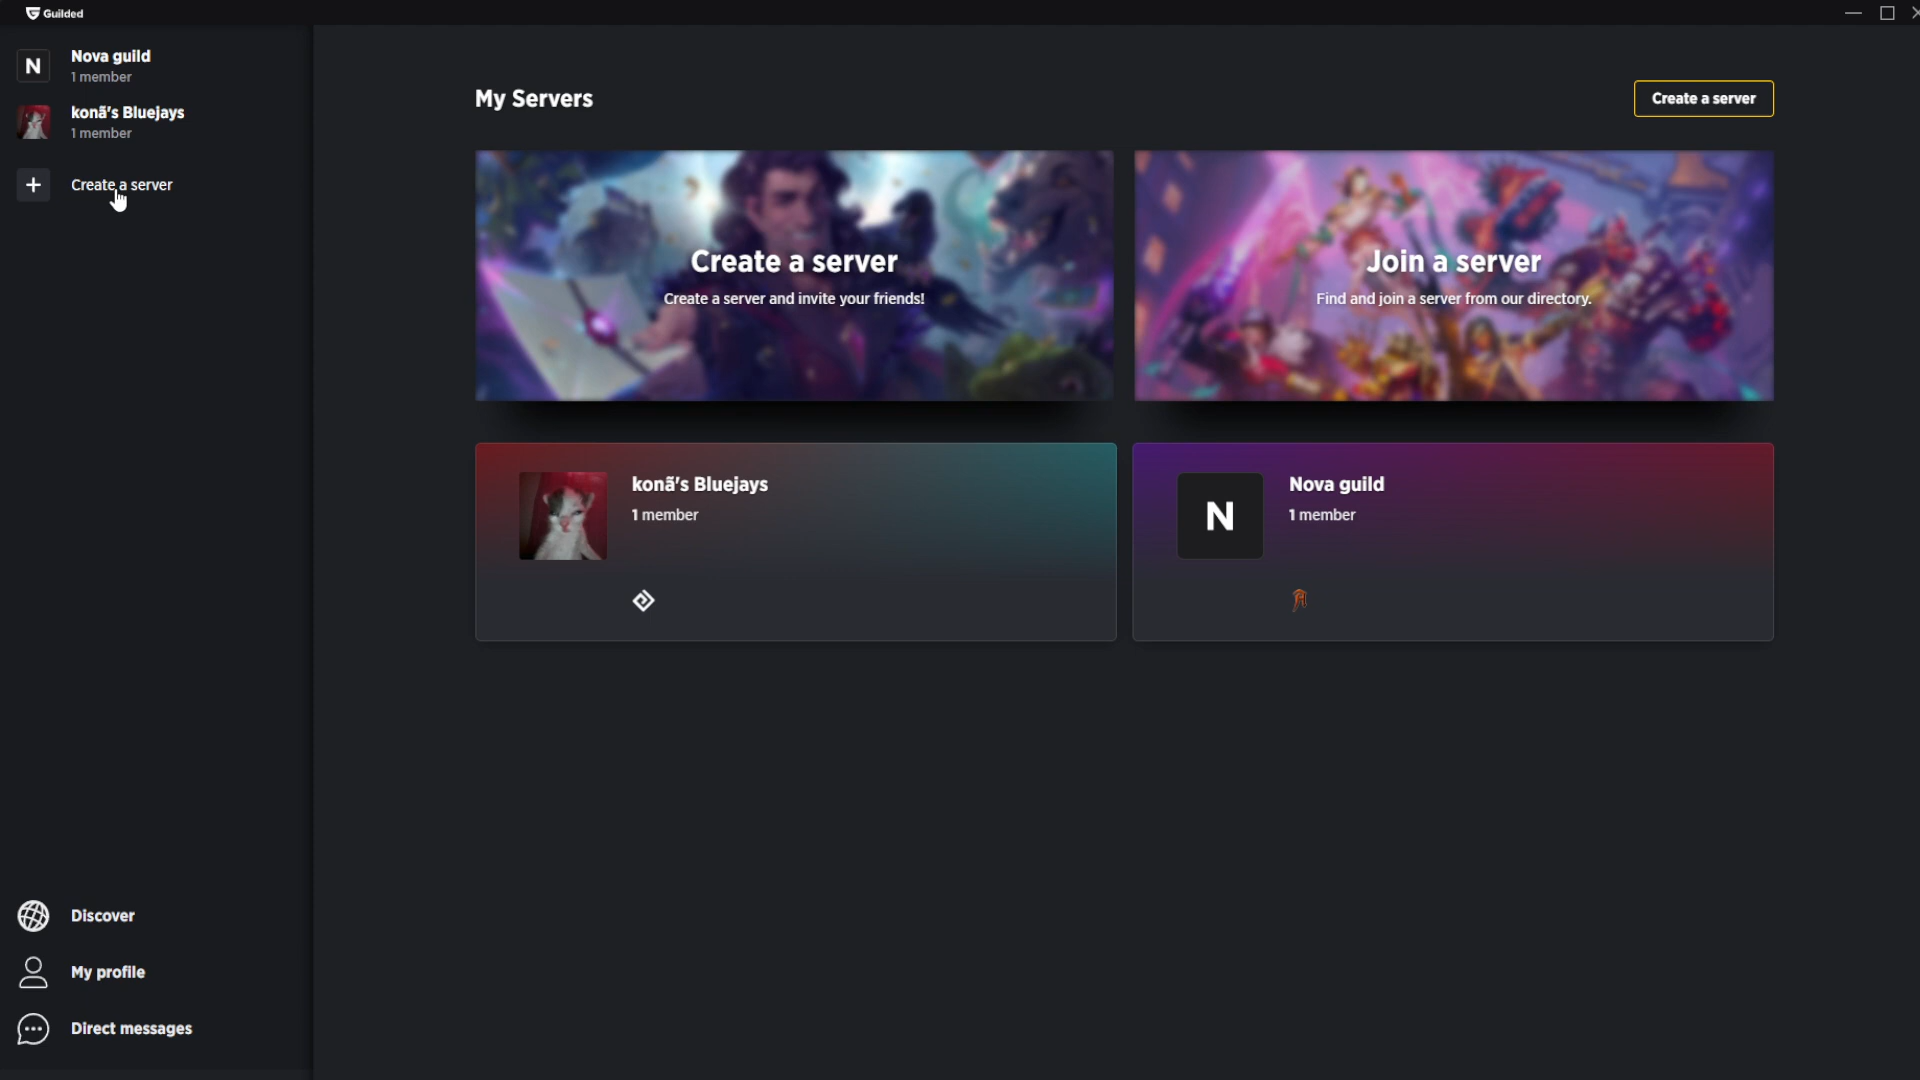 Guilded
N
Nova guild
1 member
konã's Bluejays
1 member
Create a server
Discover
My profile
Direct messages
My Servers
Create a server
Create a server
Create a server and invite your friends!
Join a server
Find and join a server from our directory.
konã's Bluejays
1 member
N
Nova guild
1 member